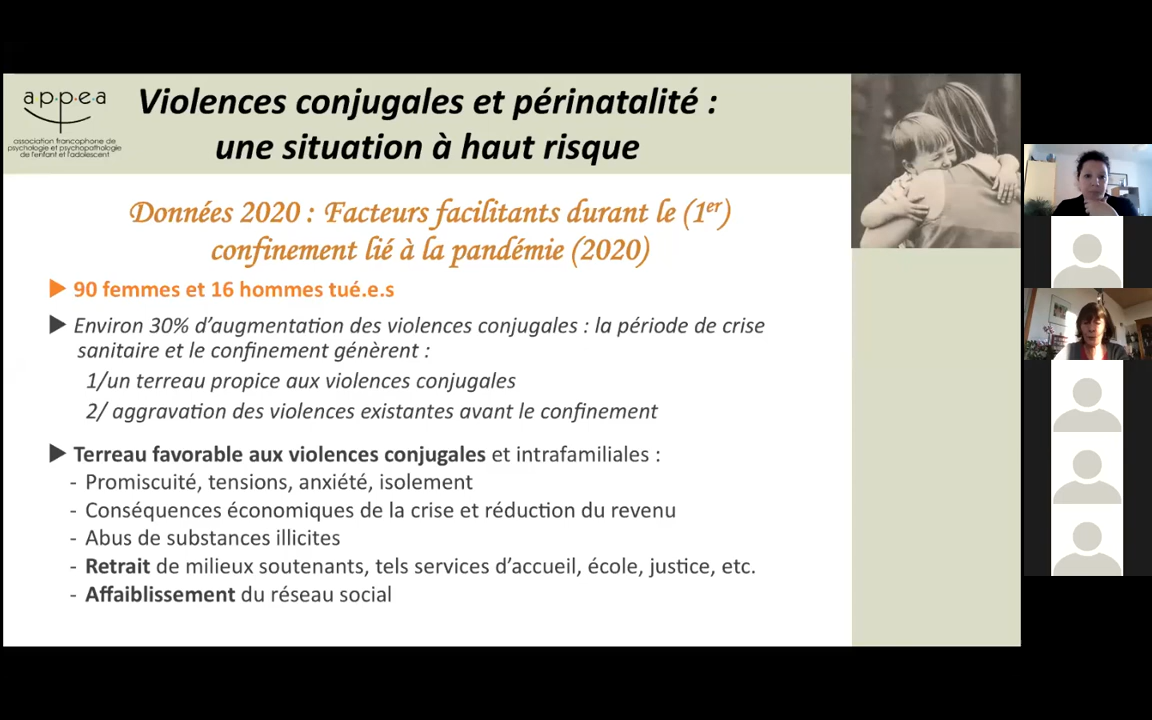 appea
association francophone de
psychologie et psychopathologie
de l'enfant et l'adolescent
Violences conjugales et périnatalité :
une situation à haut risque
Données 2020 : Facteurs facilitants durant le (1er)
confinement lié à la pandémie (2020)
90 femmes et 16 hommes tué.e.s
Environ 30% d'augmentation des violences conjugales : la période de crise
sanitaire et le confinement génèrent :
1/un terreau propice aux violences conjugales
2/ aggravation des violences existantes avant le confinement
Terreau favorable aux violences conjugales et intrafamiliales :
- Promiscuité, tensions, anxiété, isolement
- Conséquences économiques de la crise et réduction du revenu
- Abus de substances illicites
- Retrait de milieux soutenants, tels services d'accueil, école, justice, etc.
- Affaiblissement du réseau social